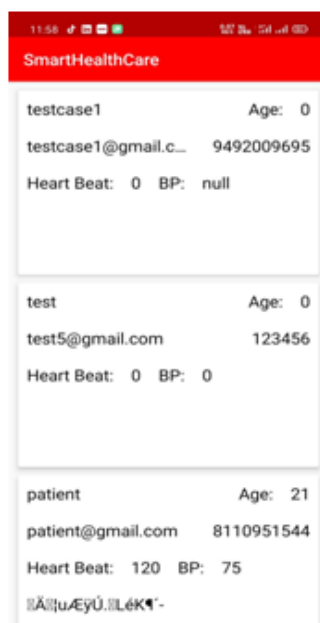 11:56
SmartHealthCare
testcase1 Age: 0
testcase1@gmail.c... 9492009695
Heart Beat: 0 BP: null
test Age: 0
test5@gmail.com 123456
Heart Beat: 0 BP: 0
patient Age: 21
patient@gmail.com 8110951544
Heart Beat: 120 BP: 75